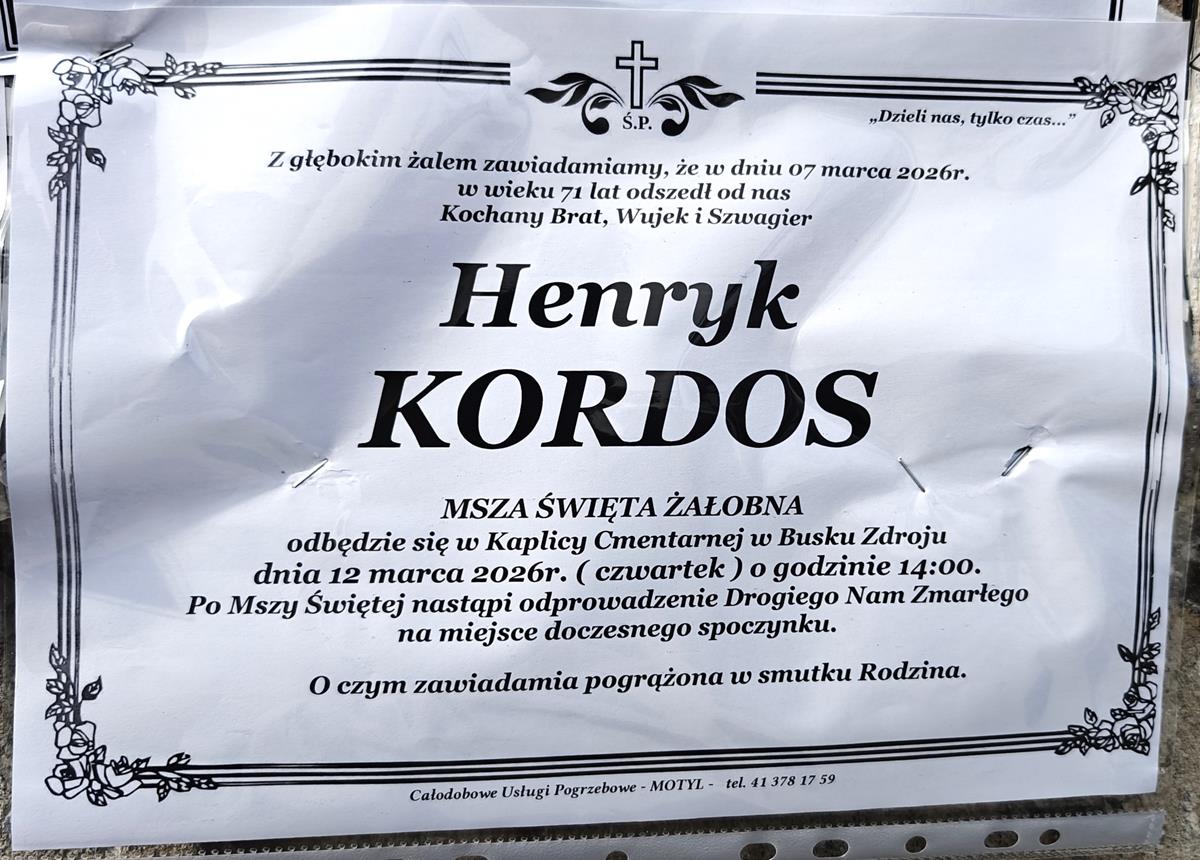 Ś.P.
„Dzieli nas, tylko czas...”
Z głębokim żalem zawiadamiamy, że w dniu 07 marca 2026r.
w wieku 71 lat odszedł od nas
Kochany Brat, Wujek i Szwagier
Henryk
KORDOS
MSZA ŚWIĘTA ŻAŁOBNA
odbędzie się w Kaplicy Cmentarnej w Busku Zdroju
dnia 12 marca 2026r. ( czwartek ) o godzinie 14:00.
Po Mszy Świętej nastąpi odprowadzenie Drogiego Nam Zmarłego
na miejsce doczesnego spoczynku.
O czym zawiadamia pogrążona w smutku Rodzina.
Całodobowe Usługi Pogrzebowe - MOTYL - tel. 41 378 17 59